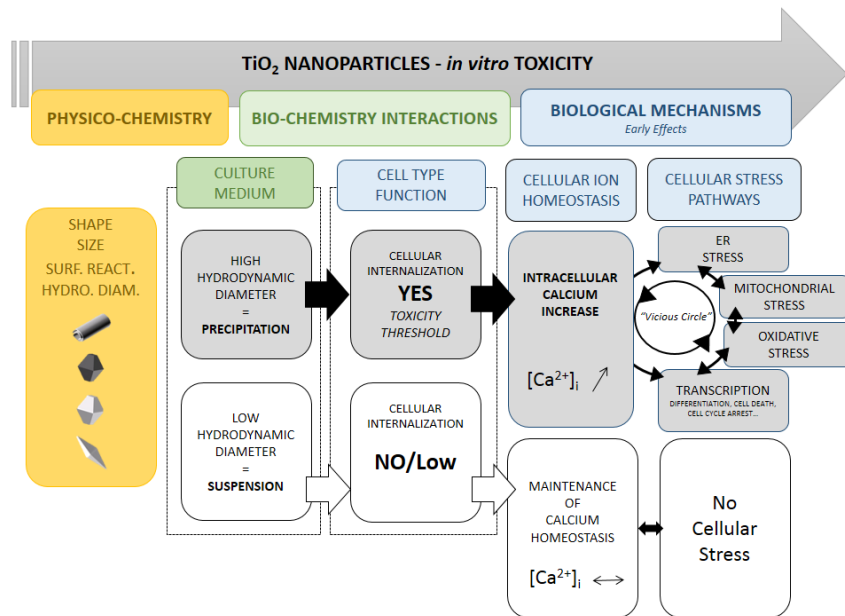 TiO₂ NANOPARTICLES - in vitro TOXICITY
PHYSICO-CHEMISTRY
BIO-CHEMISTRY INTERACTIONS
BIOLOGICAL MECHANISMS
Early Effects
CULTURE
MEDIUM
CELL TYPE
FUNCTION
CELLULAR ION
HOMEOSTASIS
CELLULAR STRESS
PATHWAYS
SHAPE
SIZE
SURF. REACT.
HYDRO. DIAM.
HIGH
HYDRODYNAMIC
DIAMETER
=
PRECIPITATION
CELLULAR
INTERNALIZATION
YES
TOXICITY
THRESHOLD
INTRACELLULAR
CALCIUM
INCREASE
[Ca²⁺]ᵢ ↗
ER
STRESS
MITOCHONDRIAL
STRESS
"Vicious Circle"
OXIDATIVE
STRESS
TRANSCRIPTION
DIFFERENTIATION, CELL DEATH,
CELL CYCLE ARREST...
LOW
HYDRODYNAMIC
DIAMETER
=
SUSPENSION
CELLULAR
INTERNALIZATION
NO/Low
MAINTENANCE
OF
CALCIUM
HOMEOSTASIS
[Ca²⁺]ᵢ ↔
No
Cellular
Stress